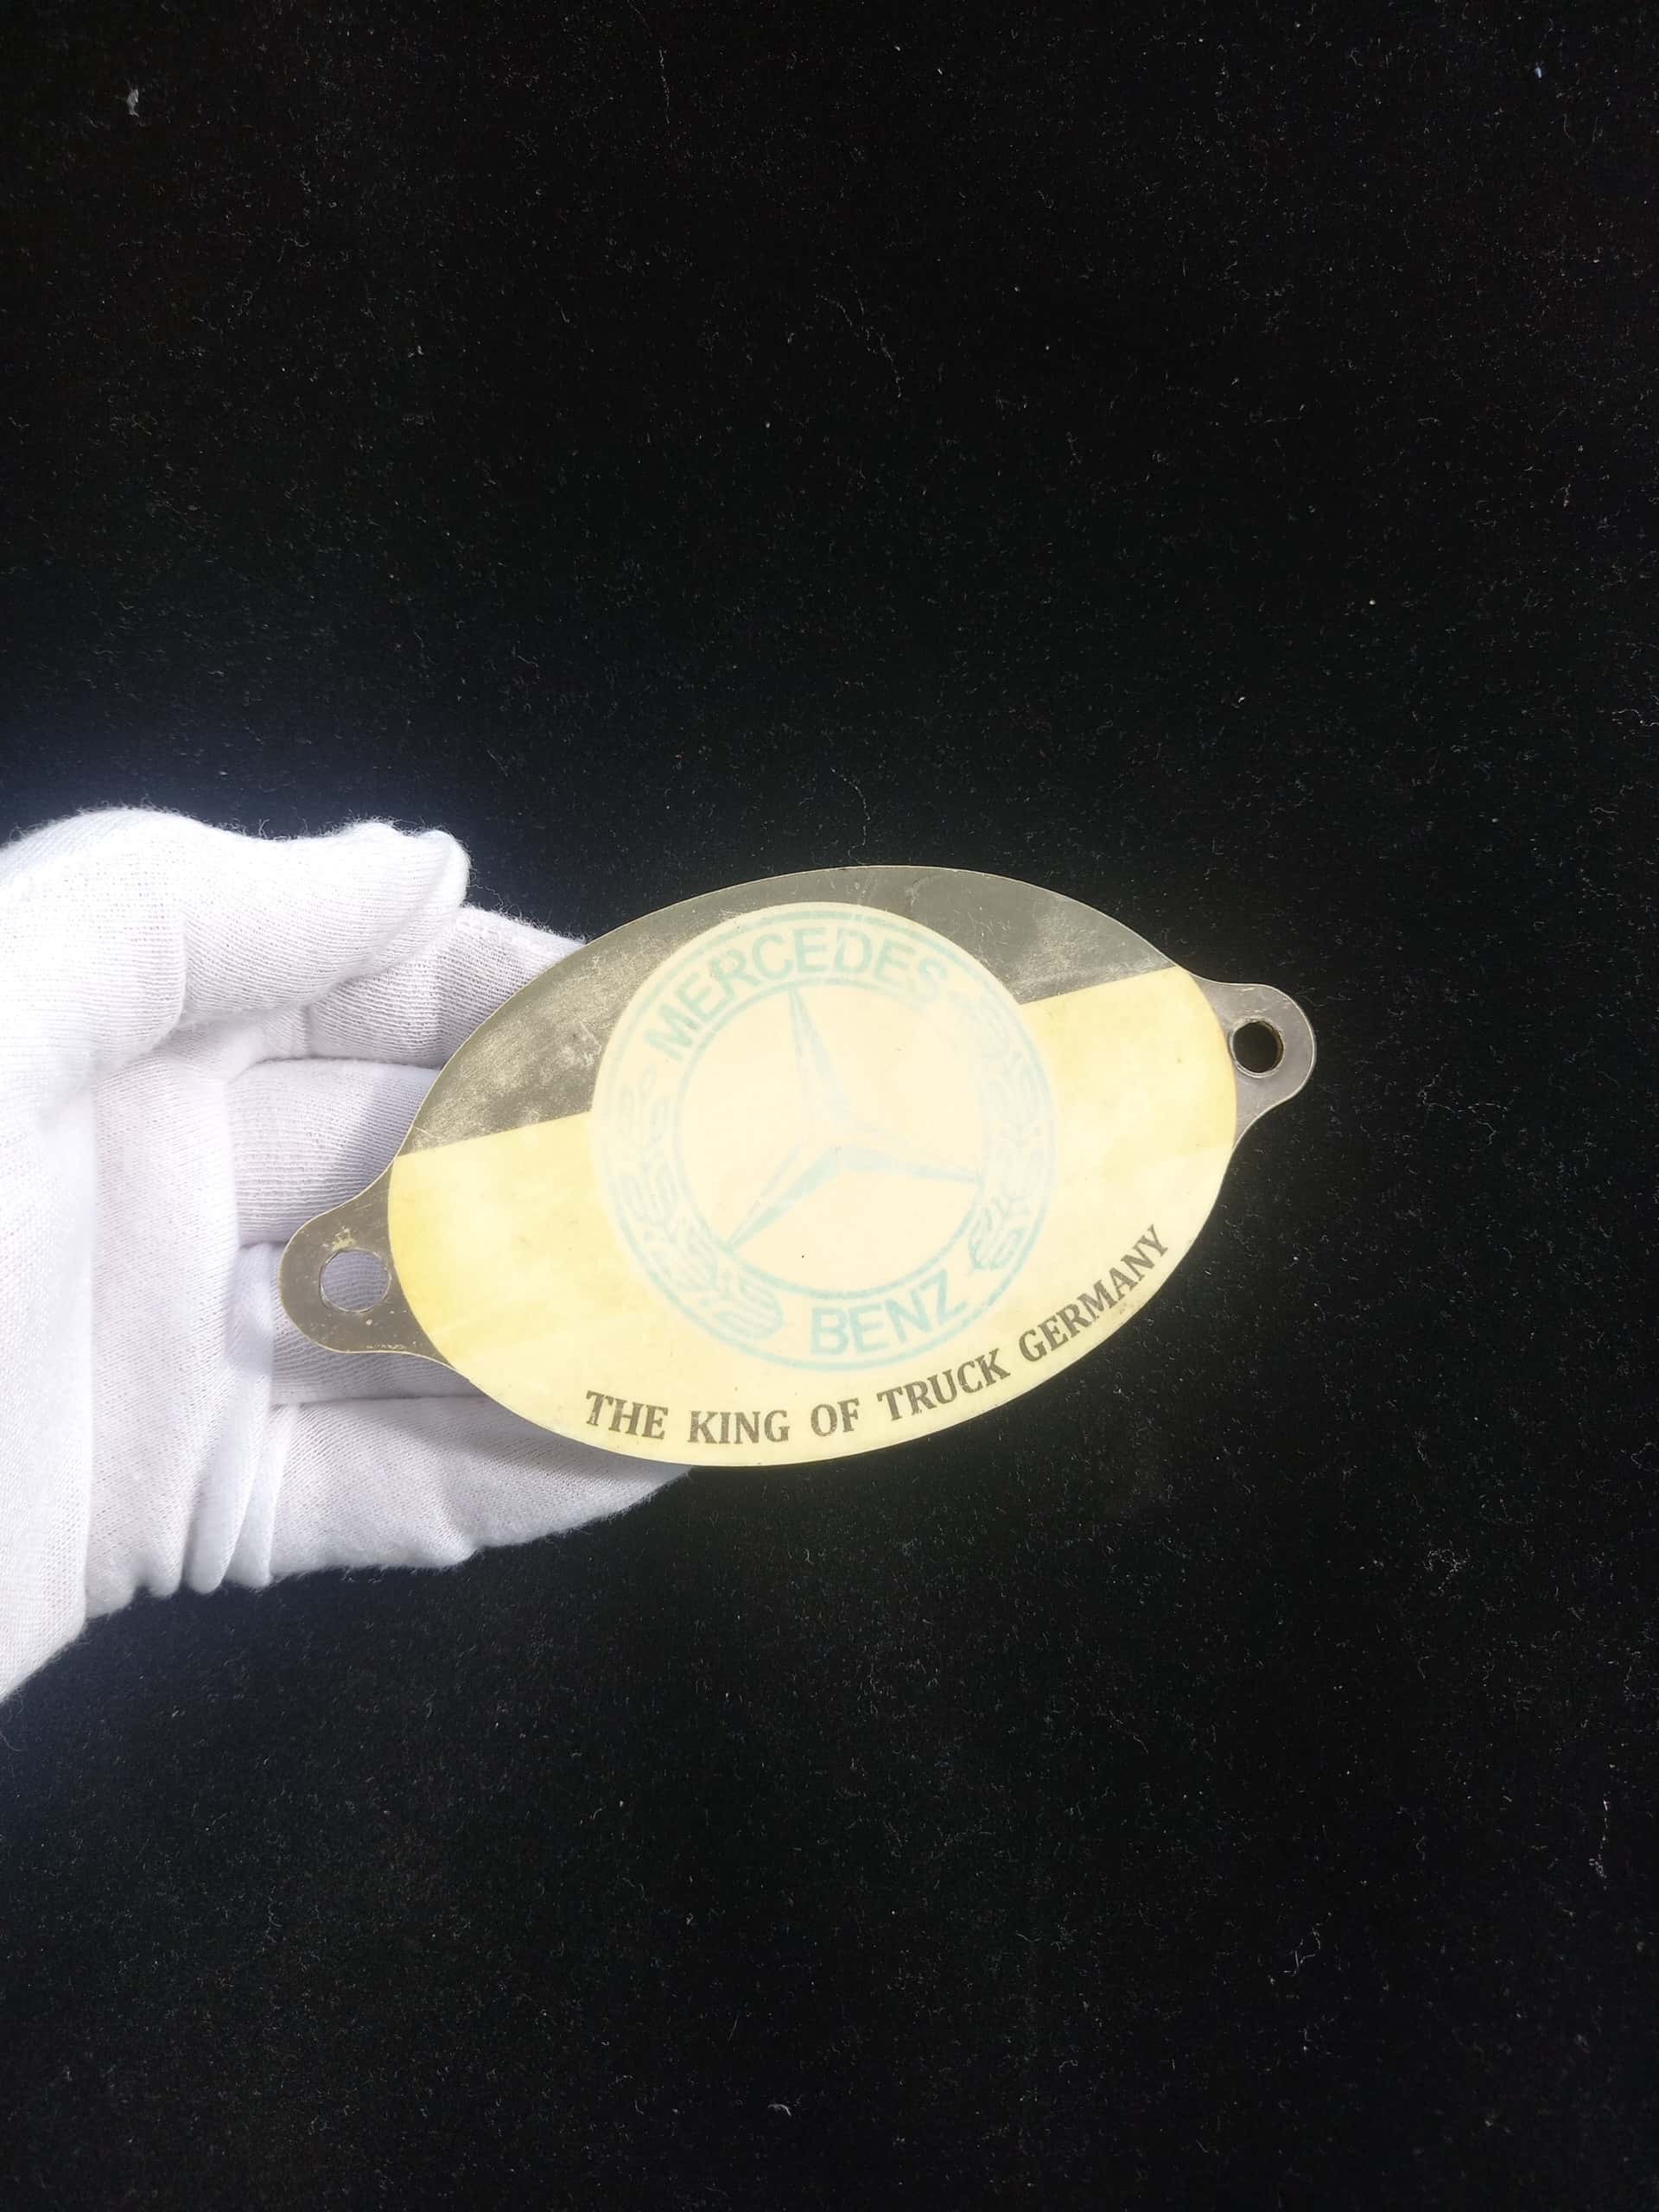 MERCEDES
BENZ
THE KING OF TRUCK GERMANY